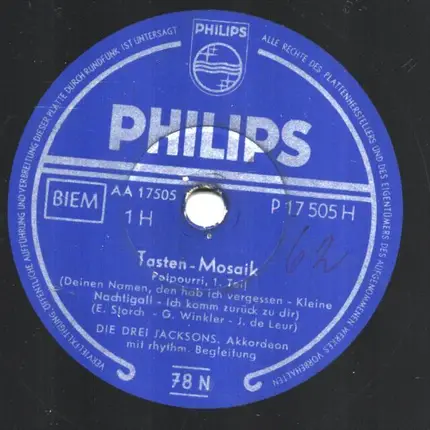 PHILIPS
PHILIPS
BIEM
AA 17505
1 H
P 17 505 H
62
Tasten-Mosaik
Potpourri, 1. Teil
(Deinen Namen, den hab ich vergessen - Kleine
Nachtigall - Ich komm zurück zu dir)
(E. Storch - G. Winkler - J. de Leur)
DIE DREI JACKSONS, Akkordeon
mit rhythm. Begleitung
78 N
ALLE RECHTE DES PLATTENHERSTELLERS UND DES EIGENTÜMERS DES AUFGENOMMENEN WERKES VORBEHALTEN
VERVIELFÄLTIGUNG, ÖFFENTLICHE AUFFÜHRUNG UND VERBREITUNG DIESER PLATTE DURCH RUNDFUNK IST UNTERSAGT